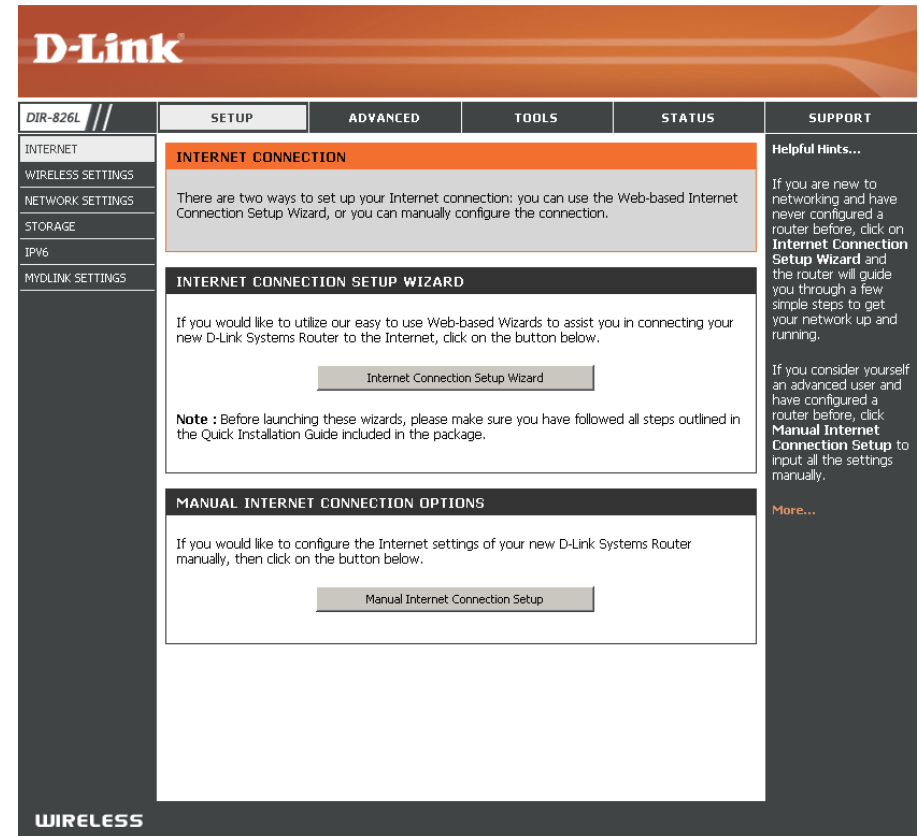 D-Link®
DIR-826L
SETUP
ADVANCED
TOOLS
STATUS
SUPPORT
INTERNET
WIRELESS SETTINGS
NETWORK SETTINGS
STORAGE
IPV6
MYDLINK SETTINGS
INTERNET CONNECTION
There are two ways to set up your Internet connection: you can use the Web-based Internet
Connection Setup Wizard, or you can manually configure the connection.
INTERNET CONNECTION SETUP WIZARD
If you would like to utilize our easy to use Web-based Wizards to assist you in connecting your
new D-Link Systems Router to the Internet, click on the button below.
Internet Connection Setup Wizard
Note : Before launching these wizards, please make sure you have followed all steps outlined in
the Quick Installation Guide included in the package.
MANUAL INTERNET CONNECTION OPTIONS
If you would like to configure the Internet settings of your new D-Link Systems Router
manually, then click on the button below.
Manual Internet Connection Setup
Helpful Hints...
If you are new to
networking and have
never configured a
router before, click on
Internet Connection
Setup Wizard and
the router will guide
you through a few
simple steps to get
your network up and
running.
If you consider yourself
an advanced user and
have configured a
router before, click
Manual Internet
Connection Setup to
input all the settings
manually.
More...
WIRELESS